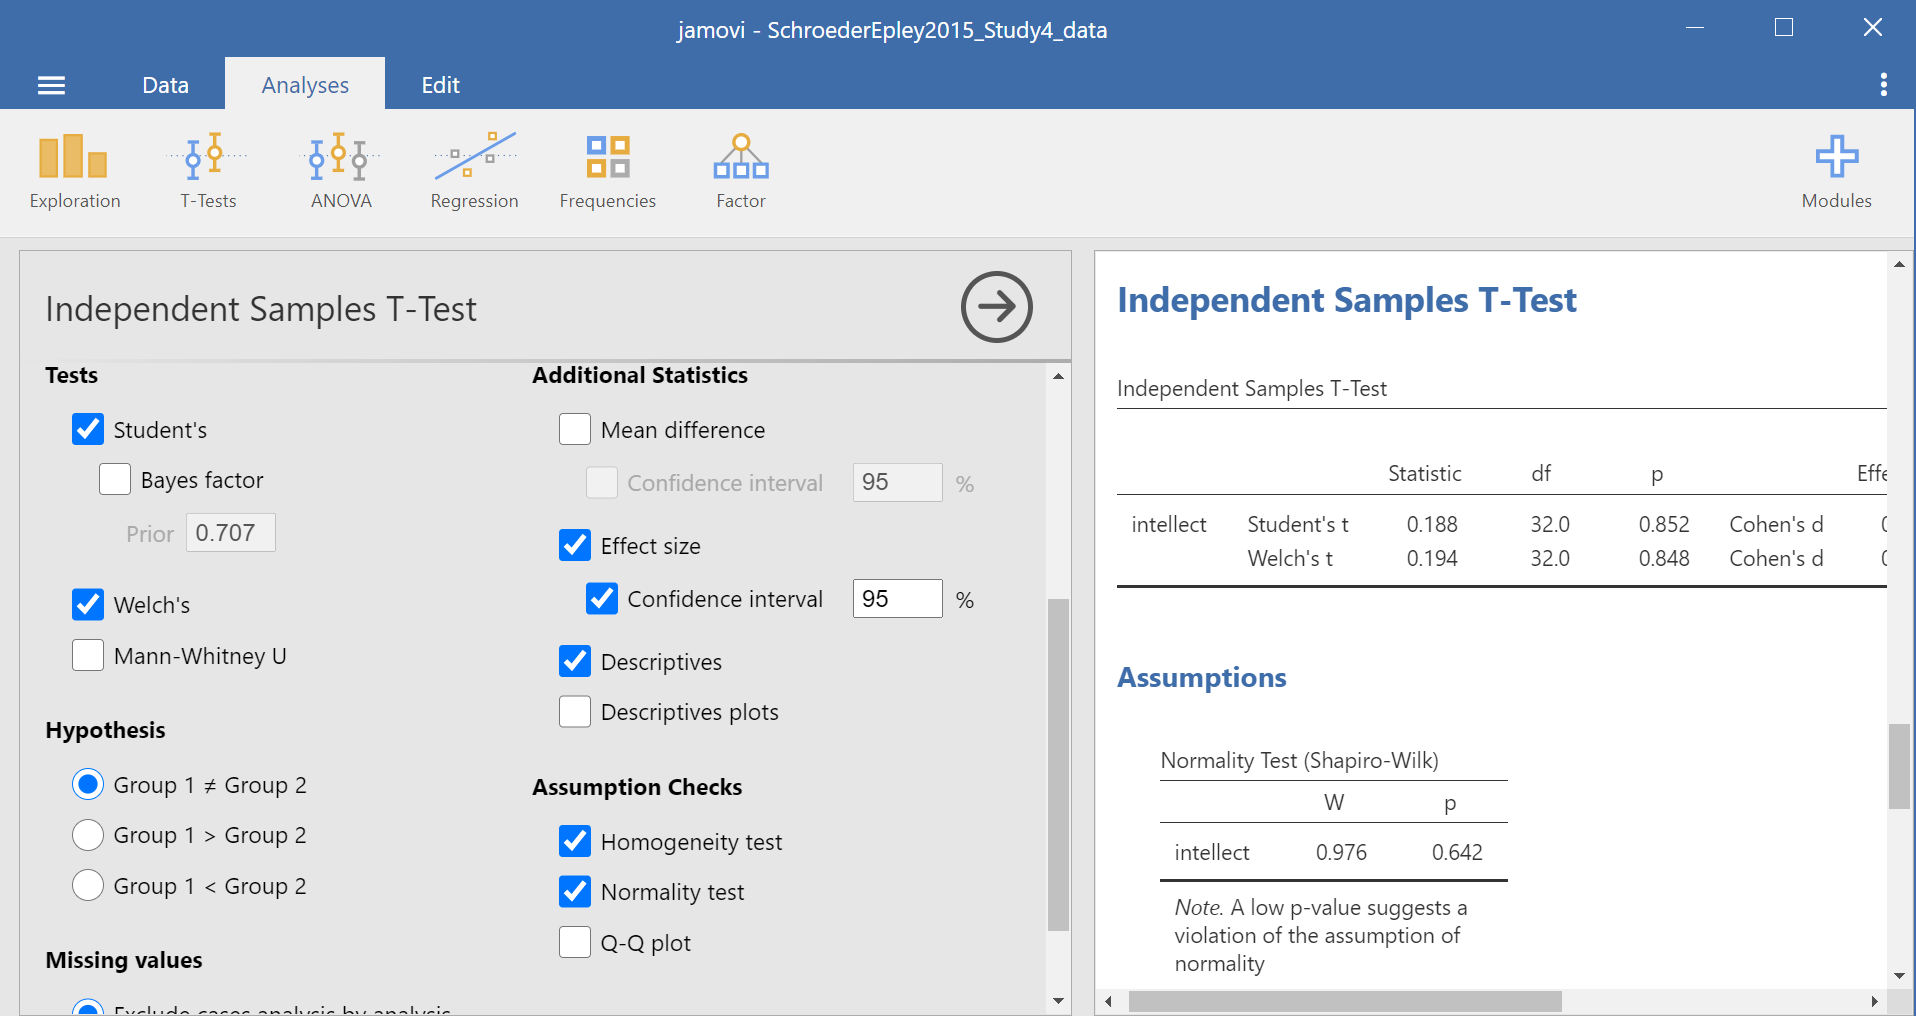 jamovi - SchroederEpley2015_Study4_data
Data Analyses Edit
Exploration T-Tests ANOVA Regression Frequencies Factor Modules
Independent Samples T-Test
Tests
Student's
Bayes factor
Prior 0.707
Welch's
Mann-Whitney U
Hypothesis
Group 1 ≠ Group 2
Group 1 > Group 2
Group 1 < Group 2
Missing values
Exclude cases analysis by analysis
Additional Statistics
Mean difference
Confidence interval 95 %
Effect size
Confidence interval 95 %
Descriptives
Descriptives plots
Assumption Checks
Homogeneity test
Normality test
Q-Q plot
Independent Samples T-Test
Independent Samples T-Test
Statistic df p Effe
intellect Student's t 0.188 32.0 0.852 Cohen's d
Welch's t 0.194 32.0 0.848 Cohen's d
Assumptions
Normality Test (Shapiro-Wilk)
W p
intellect 0.976 0.642
Note. A low p-value suggests a
violation of the assumption of
normality